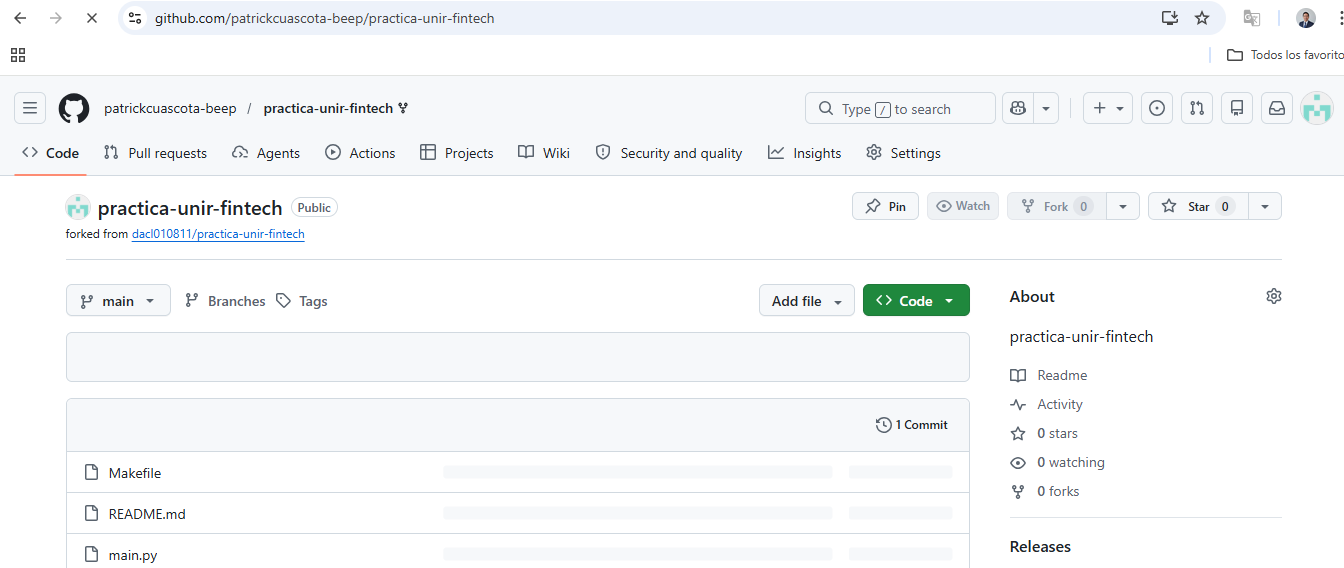 github.com/patrickcuascota-beep/practica-unir-fintech
Todos los favorito
patrickcuascota-beep / practica-unir-fintech
Type / to search
Code Pull requests Agents Actions Projects Wiki Security and quality Insights Settings
practica-unir-fintech Public
Pin Watch Fork 0 Star 0
forked from dacl010811/practica-unir-fintech
main Branches Tags Add file Code
About
practica-unir-fintech
Readme
Activity
0 stars
0 watching
0 forks
Releases
1 Commit
Makefile
README.md
main.py